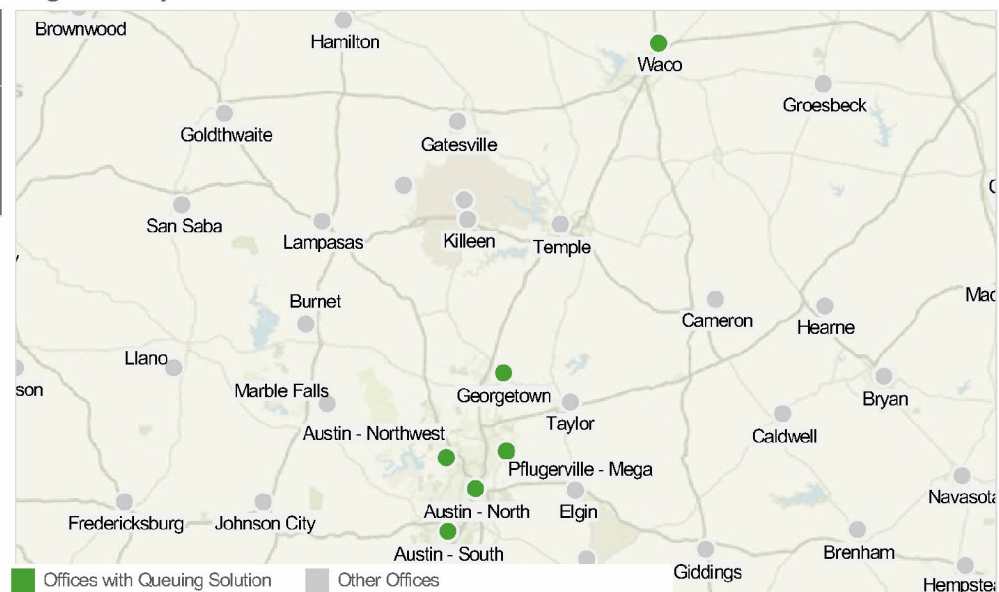 Brownwood
Hamilton
Waco
Groesbeck
Goldthwaite
Gatesville
San Saba
Lampasas
Killeen
Temple
Burnet
Cameron
Hearne
Llano
son
Marble Falls
Georgetown
Bryan
Taylor
Caldwell
Austin - Northwest
Pflugerville - Mega
Navasota
Fredericksburg
Johnson City
Austin - North
Elgin
Austin - South
Brenham
Giddings
Offices with Queuing Solution
Other Offices